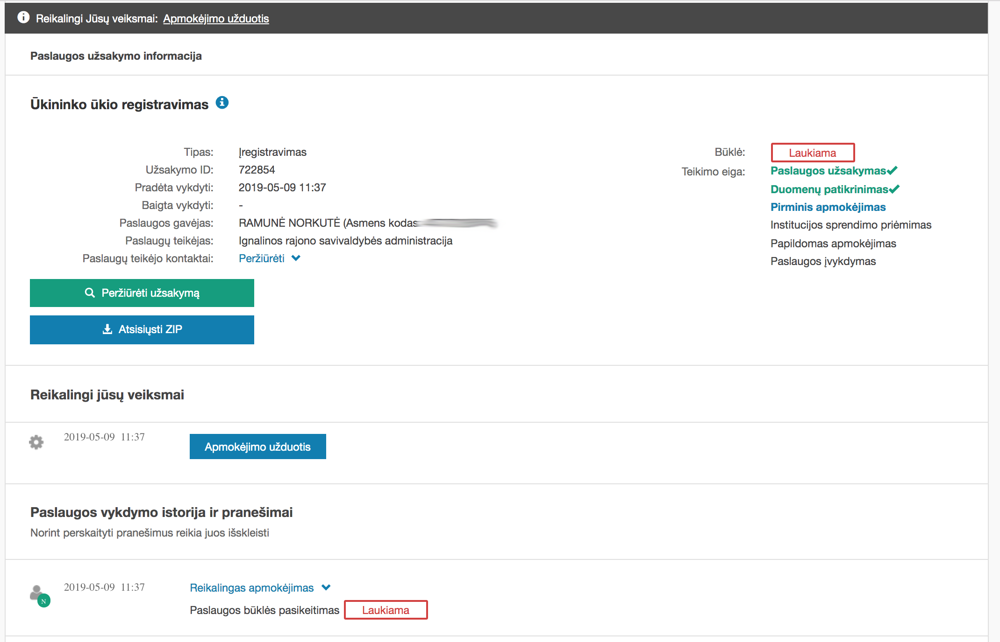 Reikalingi Jūsų veiksmai: Apmokėjimo užduotis
Paslaugos užsakymo informacija
Ūkininko ūkio registravimas
Tipas: Įregistravimas
Užsakymo ID: 722854
Pradėta vykdyti: 2019-05-09 11:37
Baigta vykdyti: -
Paslaugos gavėjas: RAMUNĖ NORKUTĖ (Asmens kodas
Paslaugų teikėjas: Ignalinos rajono savivaldybės administracija
Paslaugų teikėjo kontaktai: Peržiūrėti
Būklė: Laukiama
Teikimo eiga: Paslaugos užsakymas
Duomenų patikrinimas
Pirminis apmokėjimas
Institucijos sprendimo priėmimas
Papildomas apmokėjimas
Paslaugos įvykdymas
Peržiūrėti užsakymą
Atsisiųsti ZIP
Reikalingi jūsų veiksmai
2019-05-09 11:37 Apmokėjimo užduotis
Paslaugos vykdymo istorija ir pranešimai
Norint perskaityti pranešimus reikia juos išskleisti
N 2019-05-09 11:37 Reikalingas apmokėjimas
Paslaugos būklės pasikeitimas Laukiama